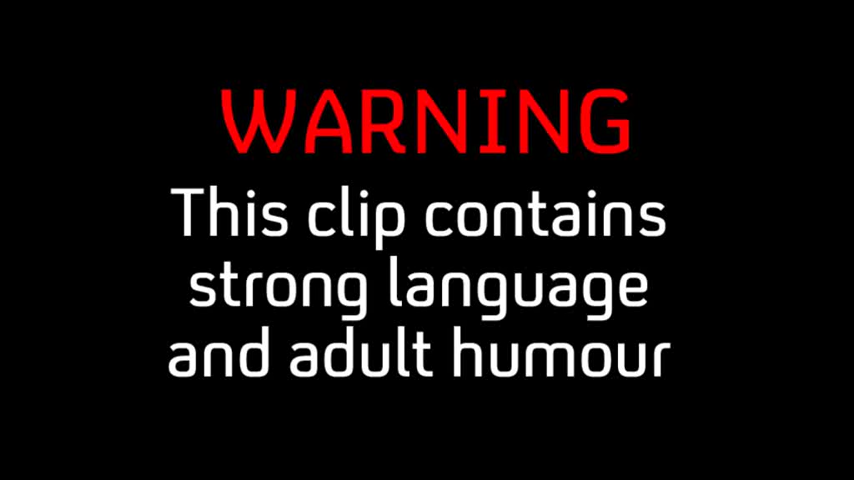 WARNING
This clip contains
strong language
and adult humour